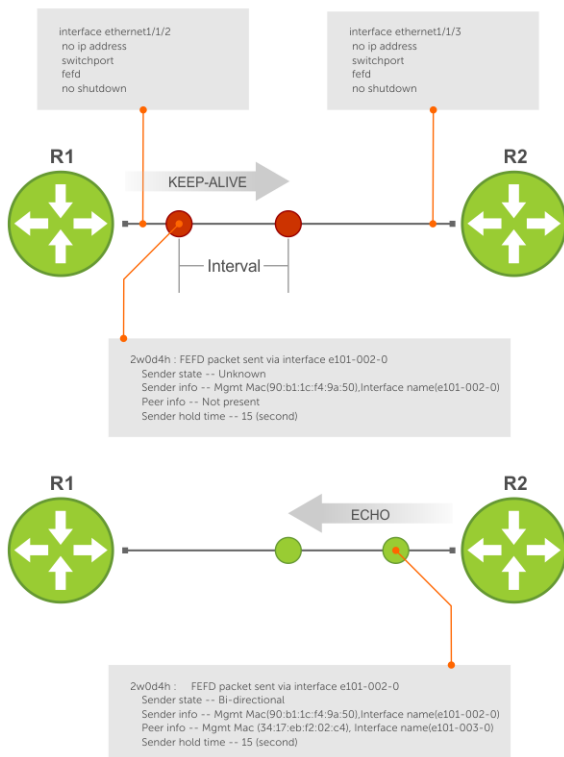 interface ethernet1/1/2
no ip address
switchport
fefd
no shutdown
interface ethernet1/1/3
no ip address
switchport
fefd
no shutdown
R1
R2
KEEP-ALIVE
Interval
2w0d4h : FEFD packet sent via interface e101-002-0
Sender state -- Unknown
Sender info -- Mgmt Mac(90:b1:1c:f4:9a:50),Interface name(e101-002-0)
Peer info -- Not present
Sender hold time -- 15 (second)
R1
R2
ECHO
2w0d4h : FEFD packet sent via interface e101-002-0
Sender state -- Bi-directional
Sender info -- Mgmt Mac(90:b1:1c:f4:9a:50),Interface name(e101-002-0)
Peer info -- Mgmt Mac (34:17:eb:f2:02:c4), Interface name(e101-003-0)
Sender hold time -- 15 (second)